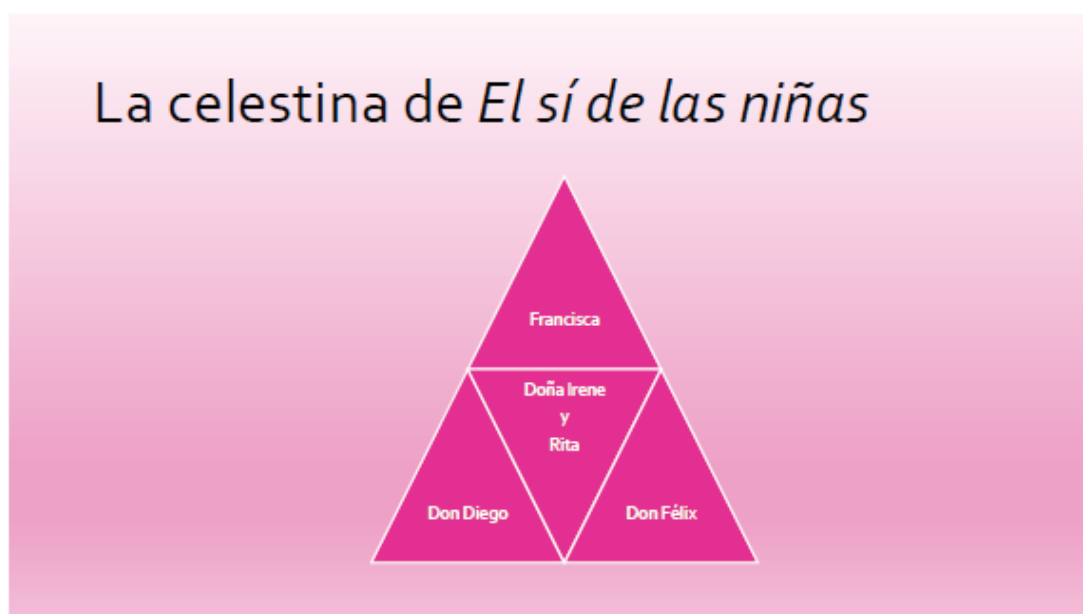 La celestina de El sí de las niñas
Francisca
Doña Irene
y
Rita
Don Diego
Don Félix